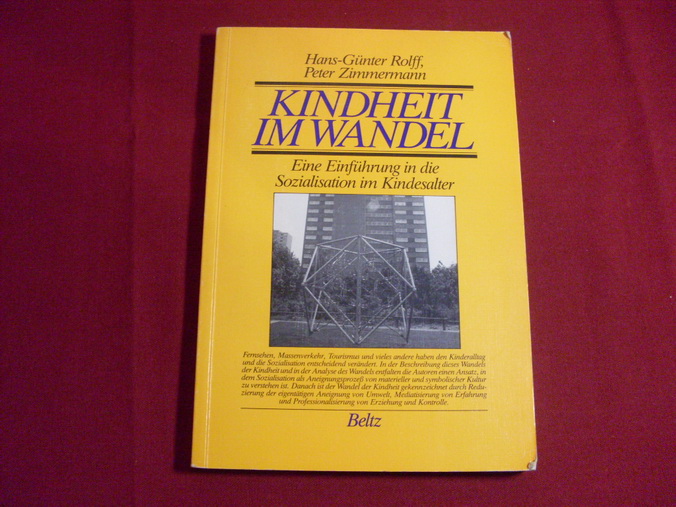 Hans-Günter Rolff,
Peter Zimmermann
KINDHEIT
IM WANDEL
Eine Einführung in die
Sozialisation im Kindesalter
Fernsehen, Massenverkehr, Tourismus und vieles andere haben den Kinderalltag
und die Sozialisation entscheidend verändert. In der Beschreibung dieses Wandels
der Kindheit und in der Analyse des Wandels entfalten die Autoren einen Ansatz, in
dem Sozialisation als Aneignungsprozeß von materieller und symbolischer Kultur
zu verstehen ist. Danach ist der Wandel der Kindheit gekennzeichnet durch Redu-
zierung der eigentätigen Aneignung von Umwelt, Mediatisierung von Erfahrung
und Professionalisierung von Erziehung und Kontrolle.
Beltz